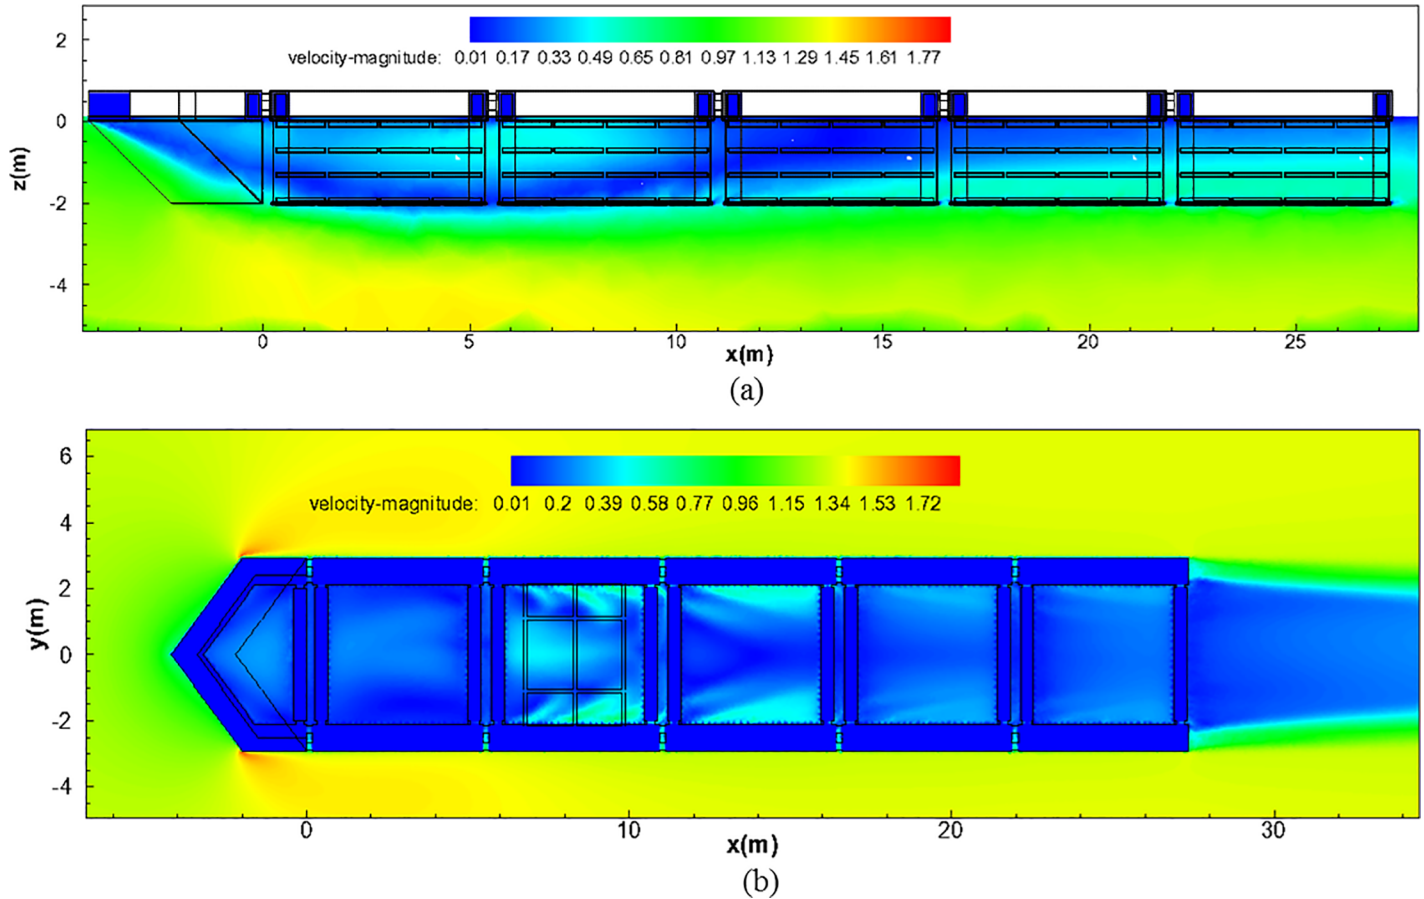 velocity-magnitude: 0.01 0.17 0.33 0.49 0.65 0.81 0.97 1.13 1.29 1.45 1.61 1.77
2
0
-2
-4
z(m)
0 5 10 15 20 25
x(m)
(a)
velocity-magnitude: 0.01 0.2 0.39 0.58 0.77 0.96 1.15 1.34 1.53 1.72
6
4
2
0
-2
-4
y(m)
0 10 20 30
x(m)
(b)